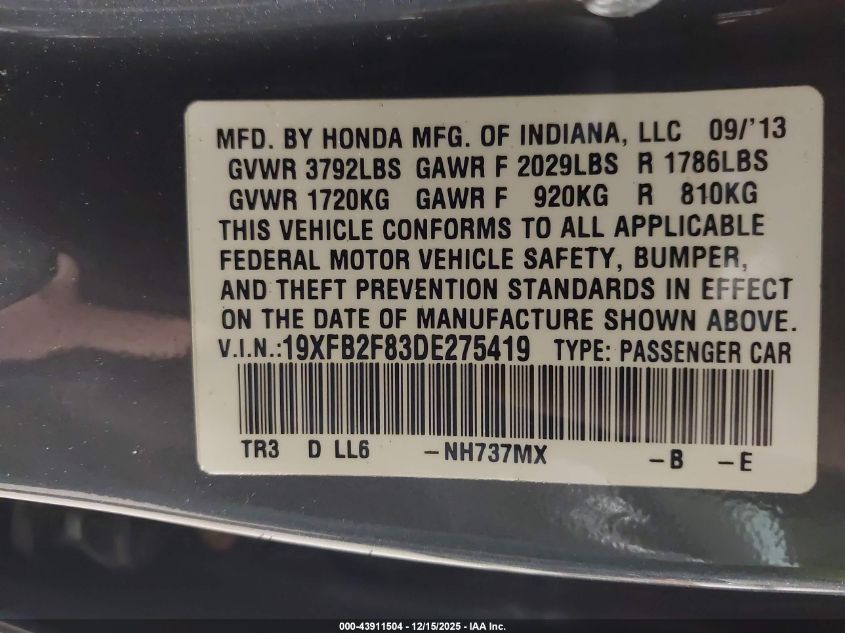 MFD. BY HONDA MFG. OF INDIANA, LLC 09/'13
GVWR 3792LBS GAWR F 2029LBS R 1786LBS
GVWR 1720KG GAWR F 920KG R 810KG
THIS VEHICLE CONFORMS TO ALL APPLICABLE
FEDERAL MOTOR VEHICLE SAFETY, BUMPER,
AND THEFT PREVENTION STANDARDS IN EFFECT
ON THE DATE OF MANUFACTURE SHOWN ABOVE.
V.I.N.:19XFB2F83DE275419 TYPE: PASSENGER CAR
TR3 D LL6 -NH737MX -B -E
000-43911504 - 12/15/2025 - IAA Inc.